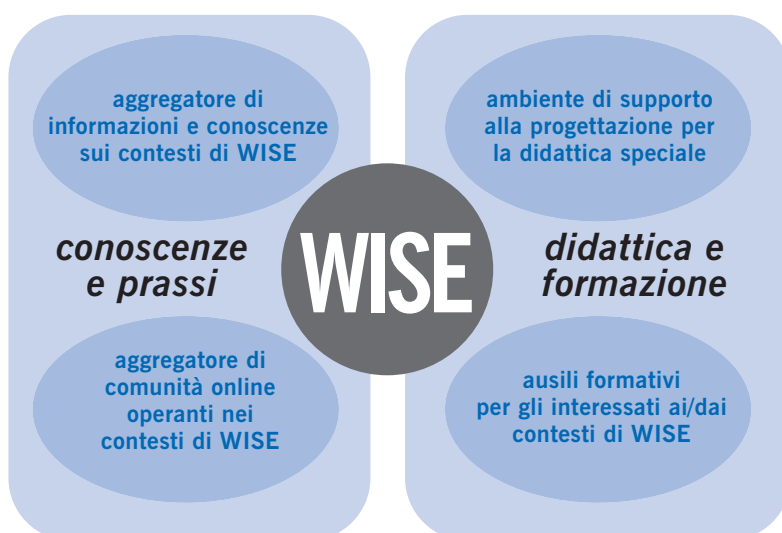 aggregatore di
informazioni e conoscenze
sui contesti di WISE
conoscenze
e prassi
aggregatore di
comunità online
operanti nei
contesti di WISE
WISE
ambiente di supporto
alla progettazione per
la didattica speciale
didattica e
formazione
ausili formativi
per gli interessati ai/dai
contesti di WISE